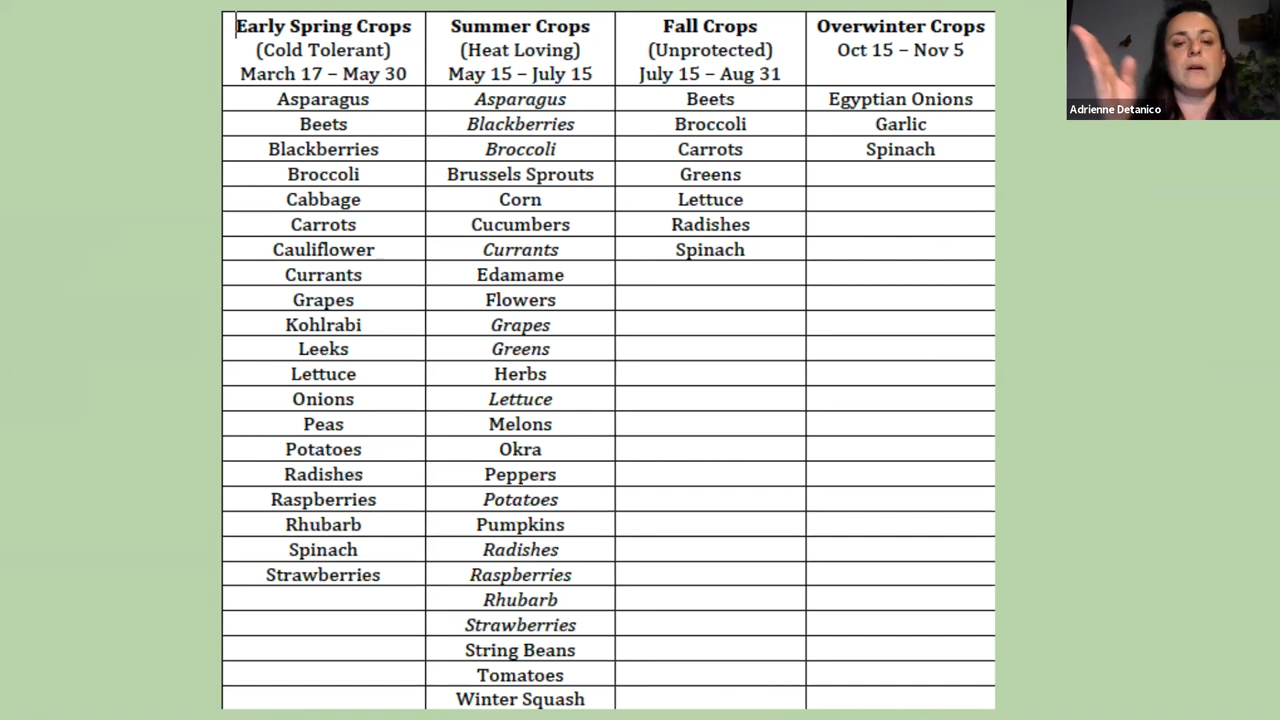 Early Spring Crops Summer Crops Fall Crops Overwinter Crops
(Cold Tolerant) (Heat Loving) (Unprotected) Oct 15 – Nov 5
March 17 – May 30 May 15 – July 15 July 15 – Aug 31
Asparagus Asparagus Beets Egyptian Onions
Beets Blackberries Broccoli Garlic
Blackberries Broccoli Carrots Spinach
Broccoli Brussels Sprouts Greens
Cabbage Corn Lettuce
Carrots Cucumbers Radishes
Cauliflower Currants Spinach
Currants Edamame
Grapes Flowers
Kohlrabi Grapes
Leeks Greens
Lettuce Herbs
Onions Lettuce
Peas Melons
Potatoes Okra
Radishes Peppers
Raspberries Potatoes
Rhubarb Pumpkins
Spinach Radishes
Strawberries Raspberries
Rhubarb
Strawberries
String Beans
Tomatoes
Winter Squash
Adrienne Detanico